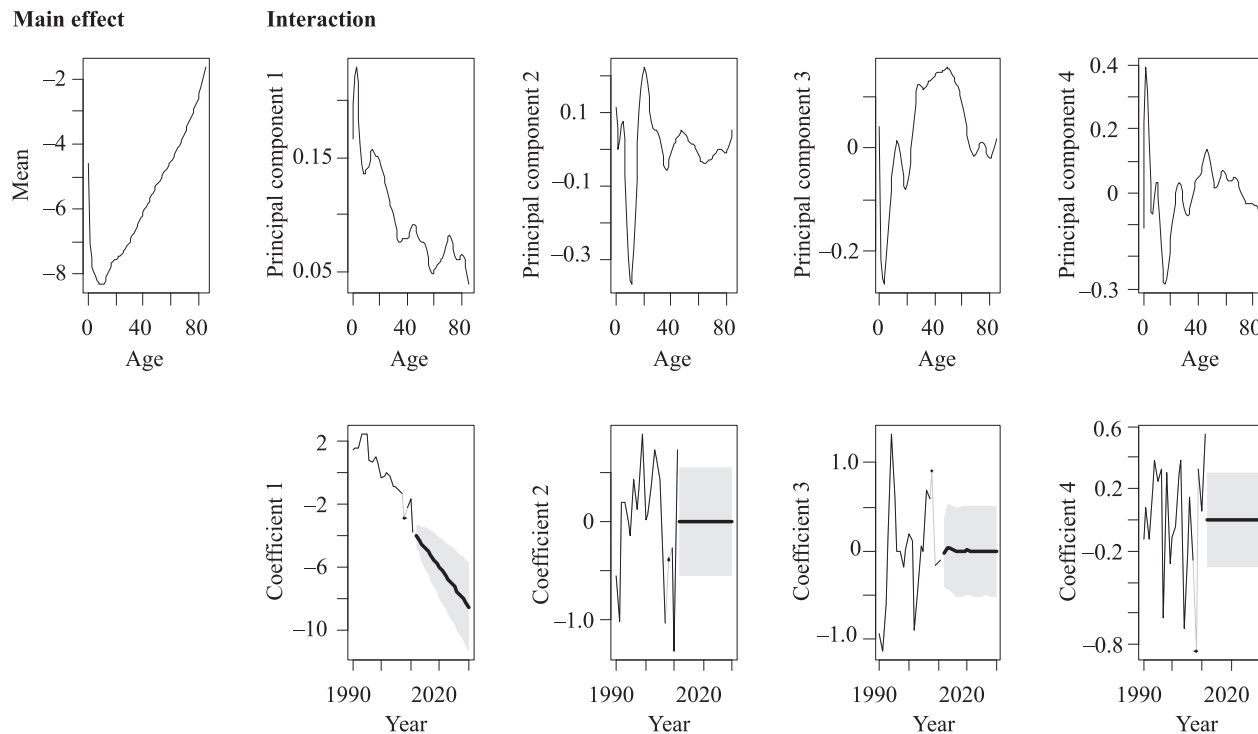 Main effect
Interaction
Mean
−2
−4
−6
−8
0 40 80
Age
Principal component 1
0.15
0.05
0 40 80
Age
Principal component 2
0.1
−0.1
−0.3
0 40 80
Age
Principal component 3
0
−0.2
0 40 80
Age
Principal component 4
0.4
0.2
0
−0.3
0 40 80
Age
Coefficient 1
2
−2
−6
−10
1990 2020
Year
Coefficient 2
0
−1.0
1990 2020
Year
Coefficient 3
1.0
0
−1.0
1990 2020
Year
Coefficient 4
0.6
0.2
−0.2
−0.8
1990 2020
Year